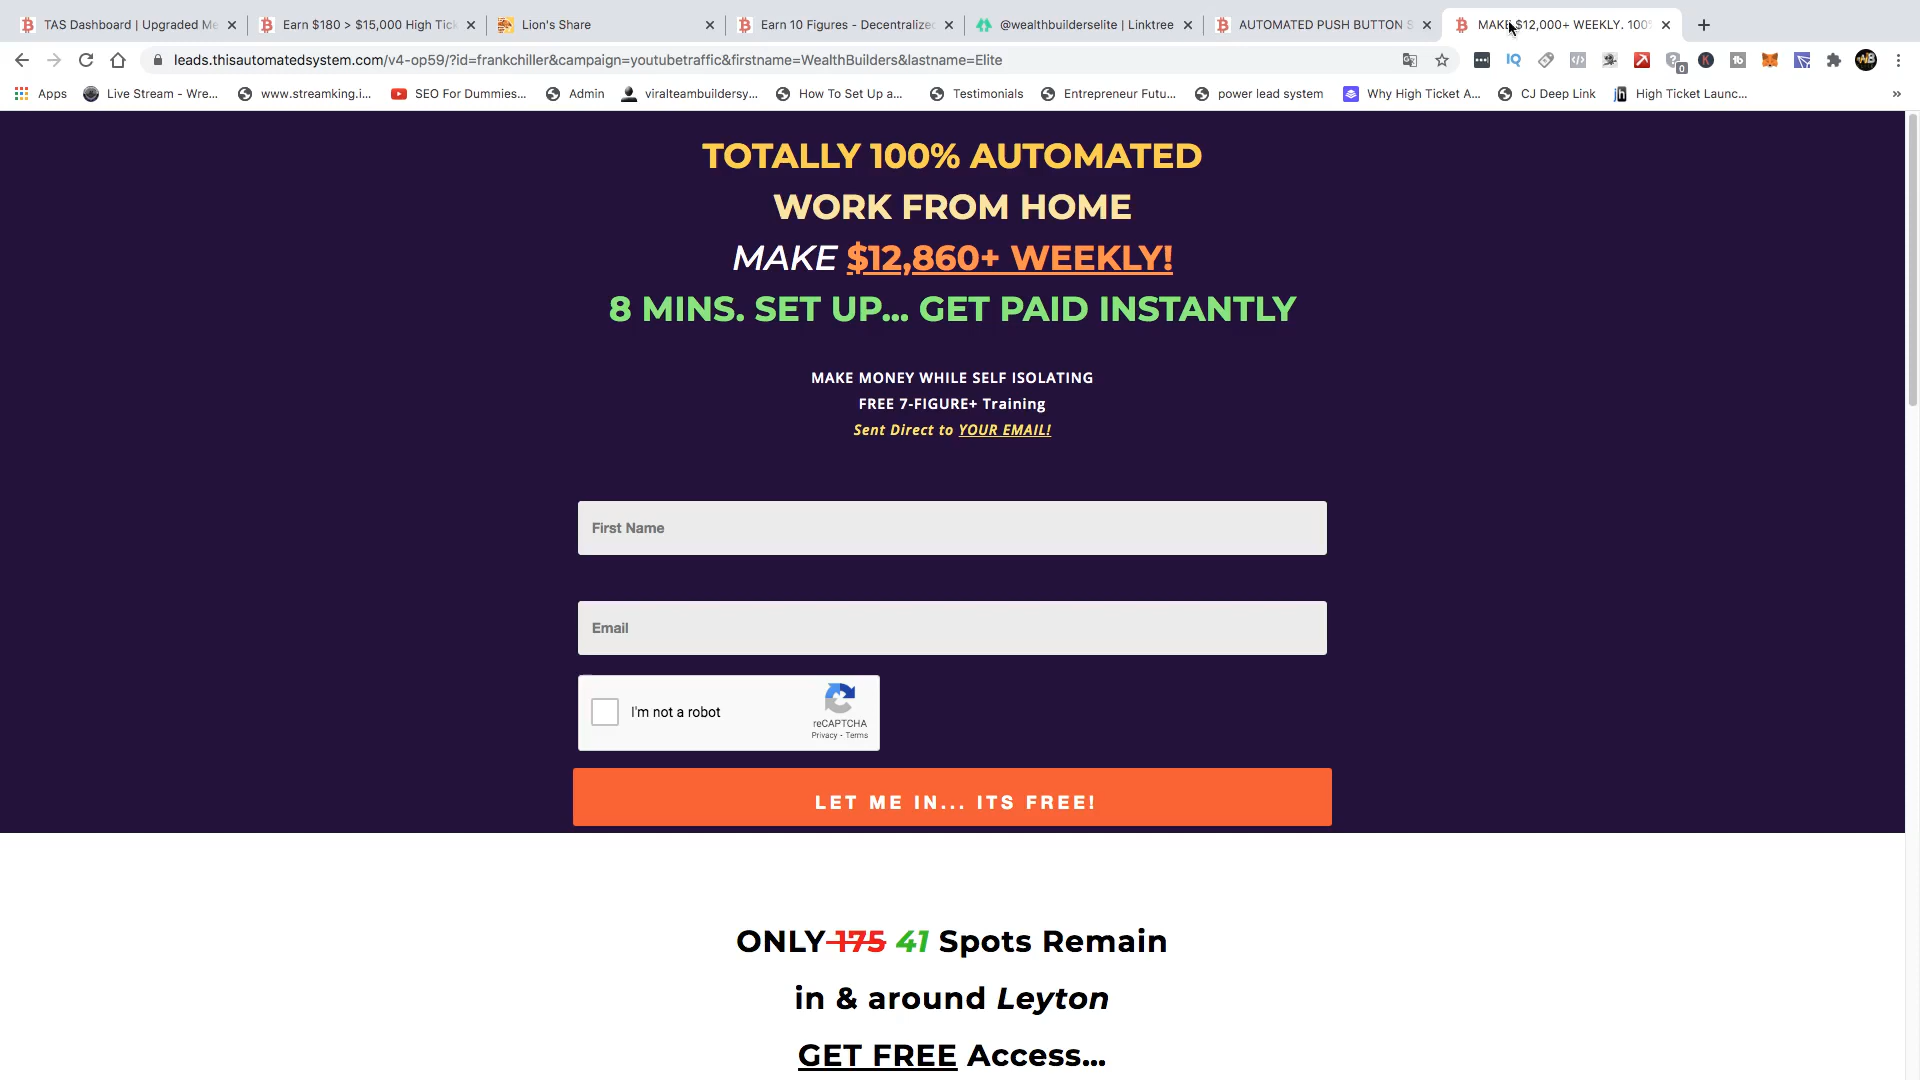 TAS Dashboard | Upgraded Me
Earn $180 > $15,000 High Tick
Lion's Share
Earn 10 Figures - Decentralized
@wealthbuilderselite | Linktree
AUTOMATED PUSH BUTTON S
MAKE $12,000+ WEEKLY. 100
leads.thisautomatedsystem.com/v4-op59/?id=frankchiller&campaign=youtubetraffic&firstname=WealthBuilders&lastname=Elite
Apps
Live Stream - Wre...
www.streamking.i...
SEO For Dummies...
Admin
viralteambuildersy...
How To Set Up a...
Testimonials
Entrepreneur Futu...
power lead system
Why High Ticket A...
CJ Deep Link
High Ticket Launc...
TOTALLY 100% AUTOMATED
WORK FROM HOME
MAKE $12,860+ WEEKLY!
8 MINS. SET UP... GET PAID INSTANTLY
MAKE MONEY WHILE SELF ISOLATING
FREE 7-FIGURE+ Training
Sent Direct to YOUR EMAIL!
First Name
Email
I'm not a robot
reCAPTCHA
Privacy - Terms
LET ME IN... ITS FREE!
ONLY 175 41 Spots Remain
in & around Leyton
GET FREE Access...